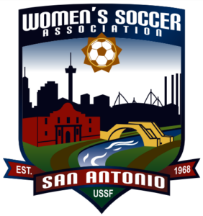 WOMEN'S SOCCER
ASSOCIATION
EST.
1968
SAN ANTONIO
USSF